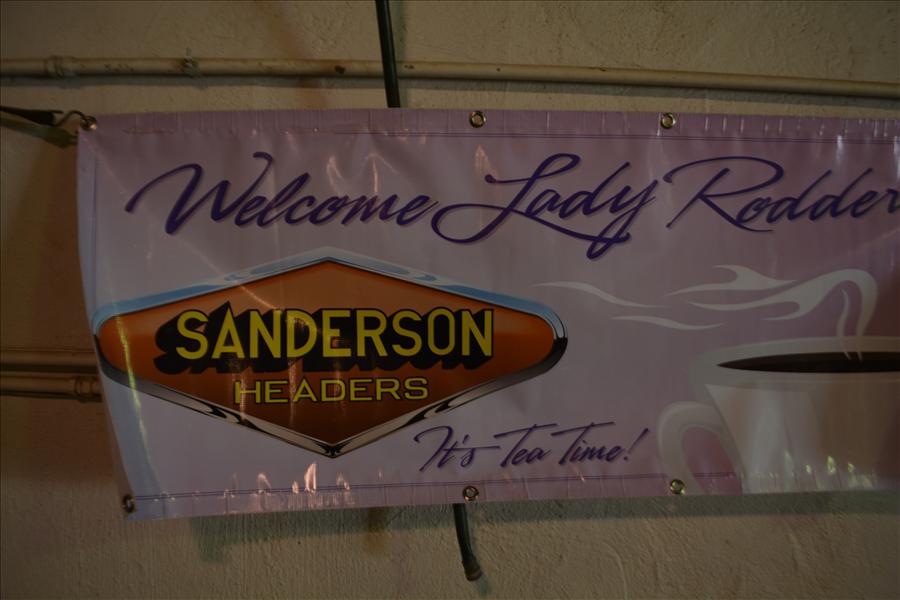 Welcome Lady Rodder
SANDERSON
HEADERS
It's Tea Time!